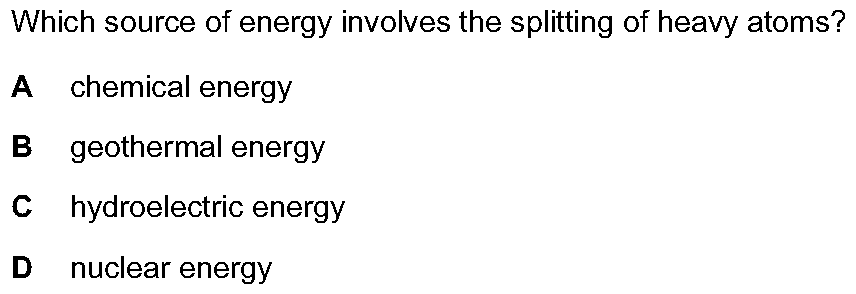 Which source of energy involves the splitting of heavy atoms?
A chemical energy
B geothermal energy
C hydroelectric energy
D nuclear energy